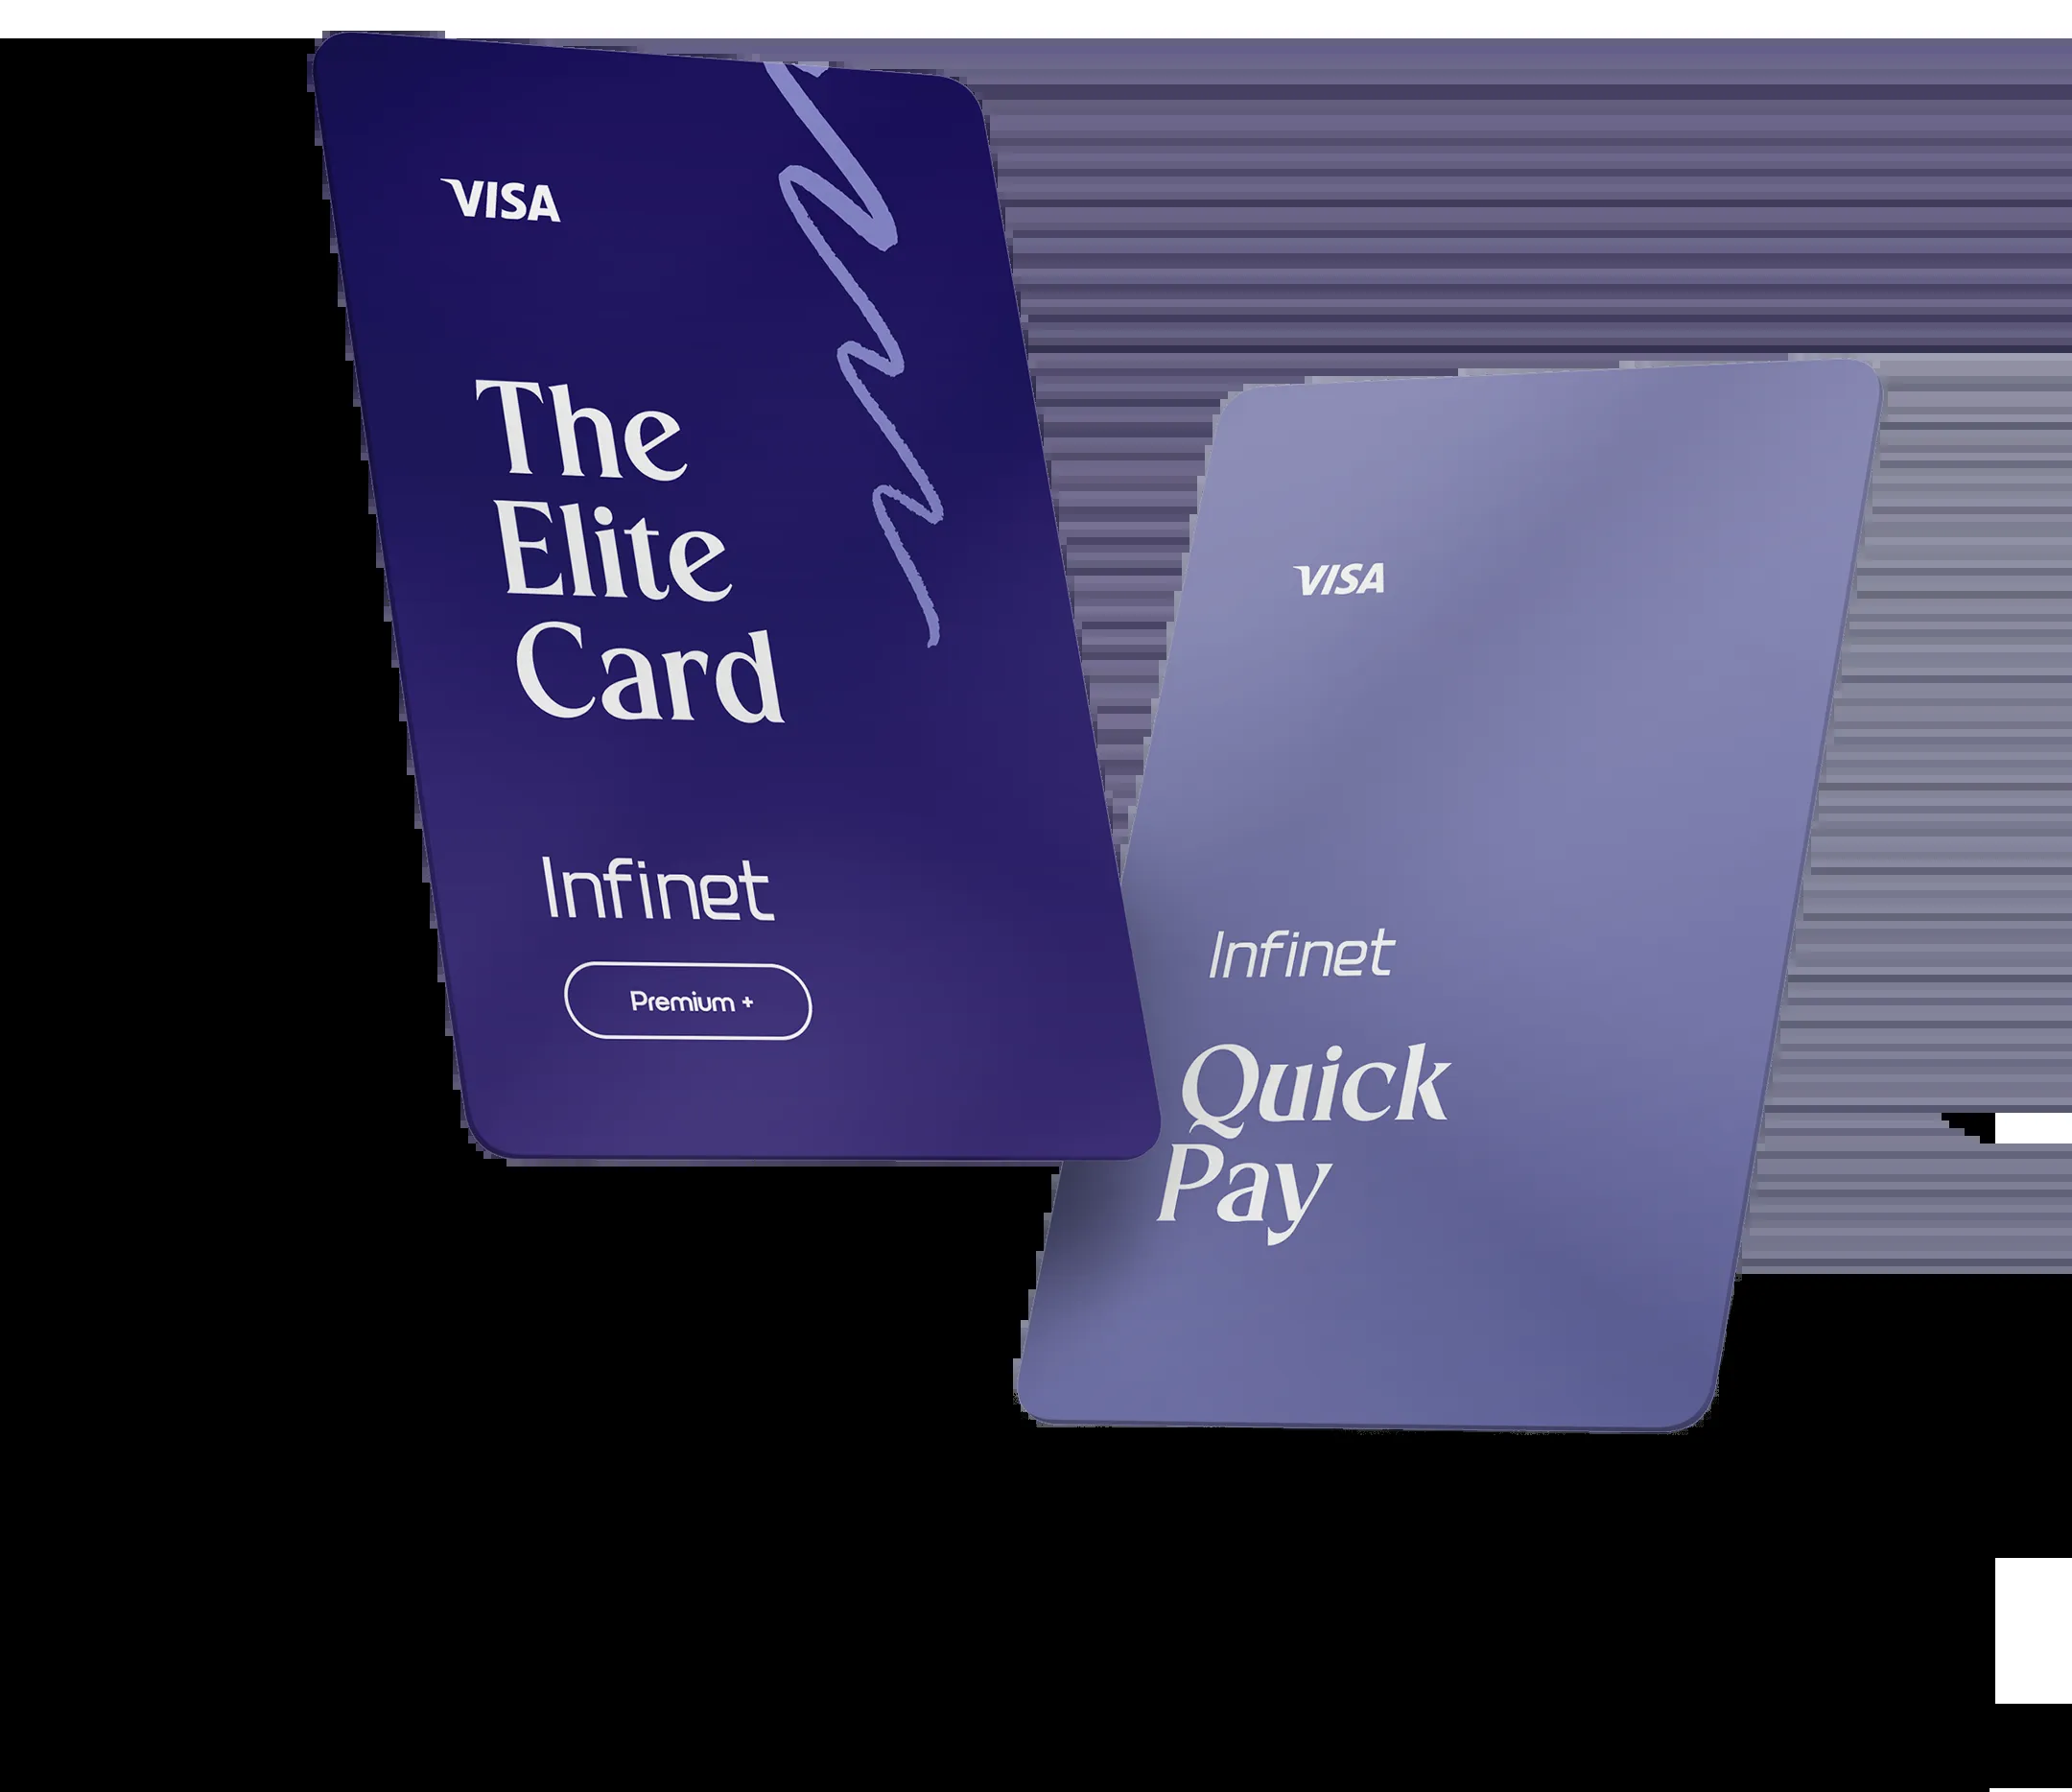 VISA
The
Elite
Card
Infinet
Premium +
VISA
Infinet
Quick
Pay